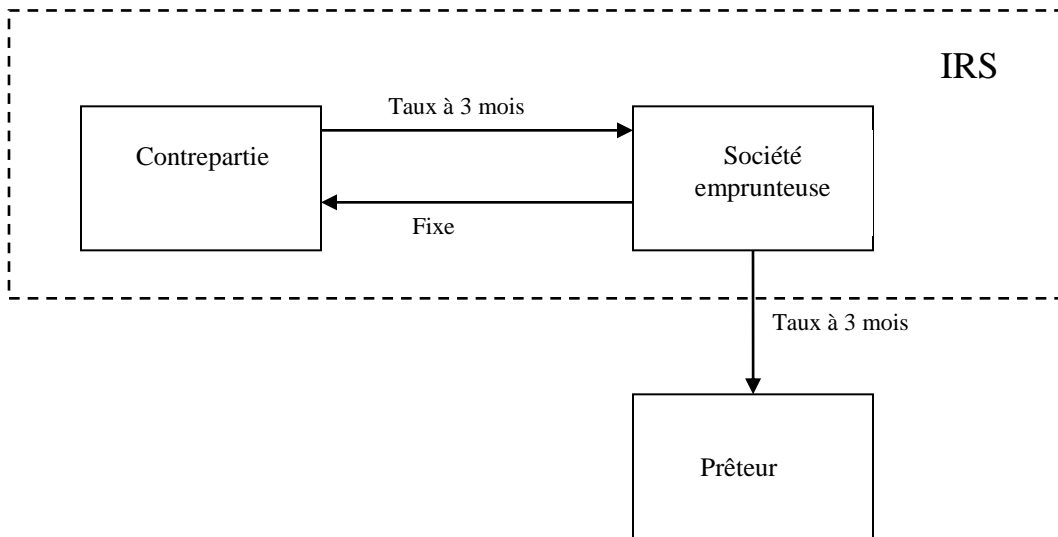 IRS
Taux à 3 mois
Contrepartie
Société
emprunteuse
Fixe
Taux à 3 mois
Prêteur